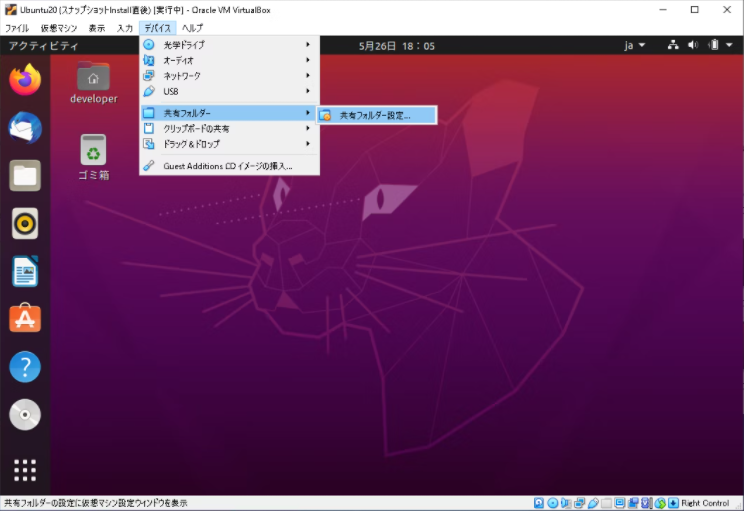 Ubuntu20 (スナップショットInstall直後) [実行中] - Oracle VM VirtualBox
ファイル 仮想マシン 表示 入力 デバイス ヘルプ
アクティビティ 5月26日 18:05 ja
光学ドライブ
オーディオ
ネットワーク
USB
共有フォルダー
共有フォルダー設定...
クリップボードの共有
ドラッグ&ドロップ
Guest Additions CD イメージの挿入...
developer
ゴミ箱
共有フォルダーの設定に仮想マシン設定ウィンドウを表示 Right Control